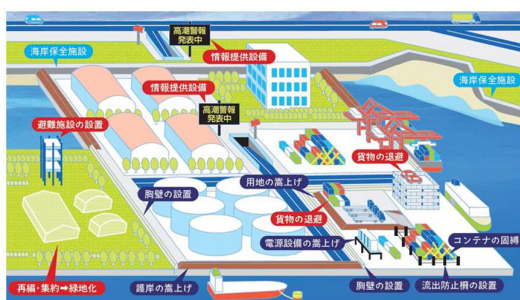 高潮警報
発表中
情報提供設備
海岸保全施設
海岸保全施設
情報提供設備
高潮警報
発表中
避難施設の設置
貨物の退避
胸壁の設置
用地の嵩上げ
貨物の退避
電源設備の嵩上げ
コンテナの固縛
再編・集約➡緑地化
護岸の嵩上げ
胸壁の設置
流出防止柵の設置